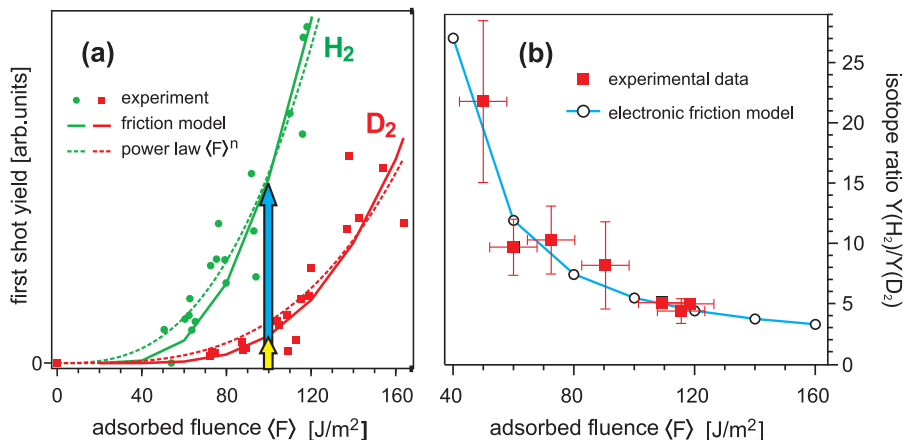 (a)
H₂
D₂
experiment
friction model
power law ⟨F⟩ⁿ
first shot yield [arb.units]
0
0 40 80 120 160
adsorbed fluence ⟨F⟩ [J/m²]
(b)
experimental data
electronic friction model
25
20
15
10
5
0
isotope ratio Y(H₂)/Y(D₂)
40 80 120 160
adsorbed fluence ⟨F⟩ [J/m²]